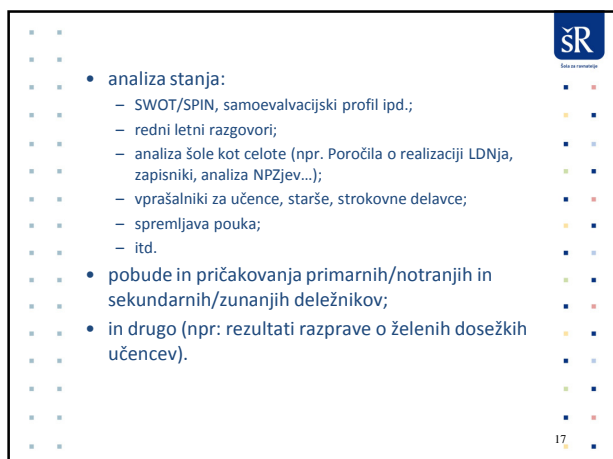 šR
Šola za ravnatelje
• analiza stanja:
– SWOT/SPIN, samoevalvacijski profil ipd.;
– redni letni razgovori;
– analiza šole kot celote (npr. Poročila o realizaciji LDNja,
zapisniki, analiza NPZjev…);
– vprašalniki za učence, starše, strokovne delavce;
– spremljava pouka;
– itd.
• pobude in pričakovanja primarnih/notranjih in
sekundarnih/zunanjih deležnikov;
• in drugo (npr: rezultati razprave o želenih dosežkih
učencev).
17